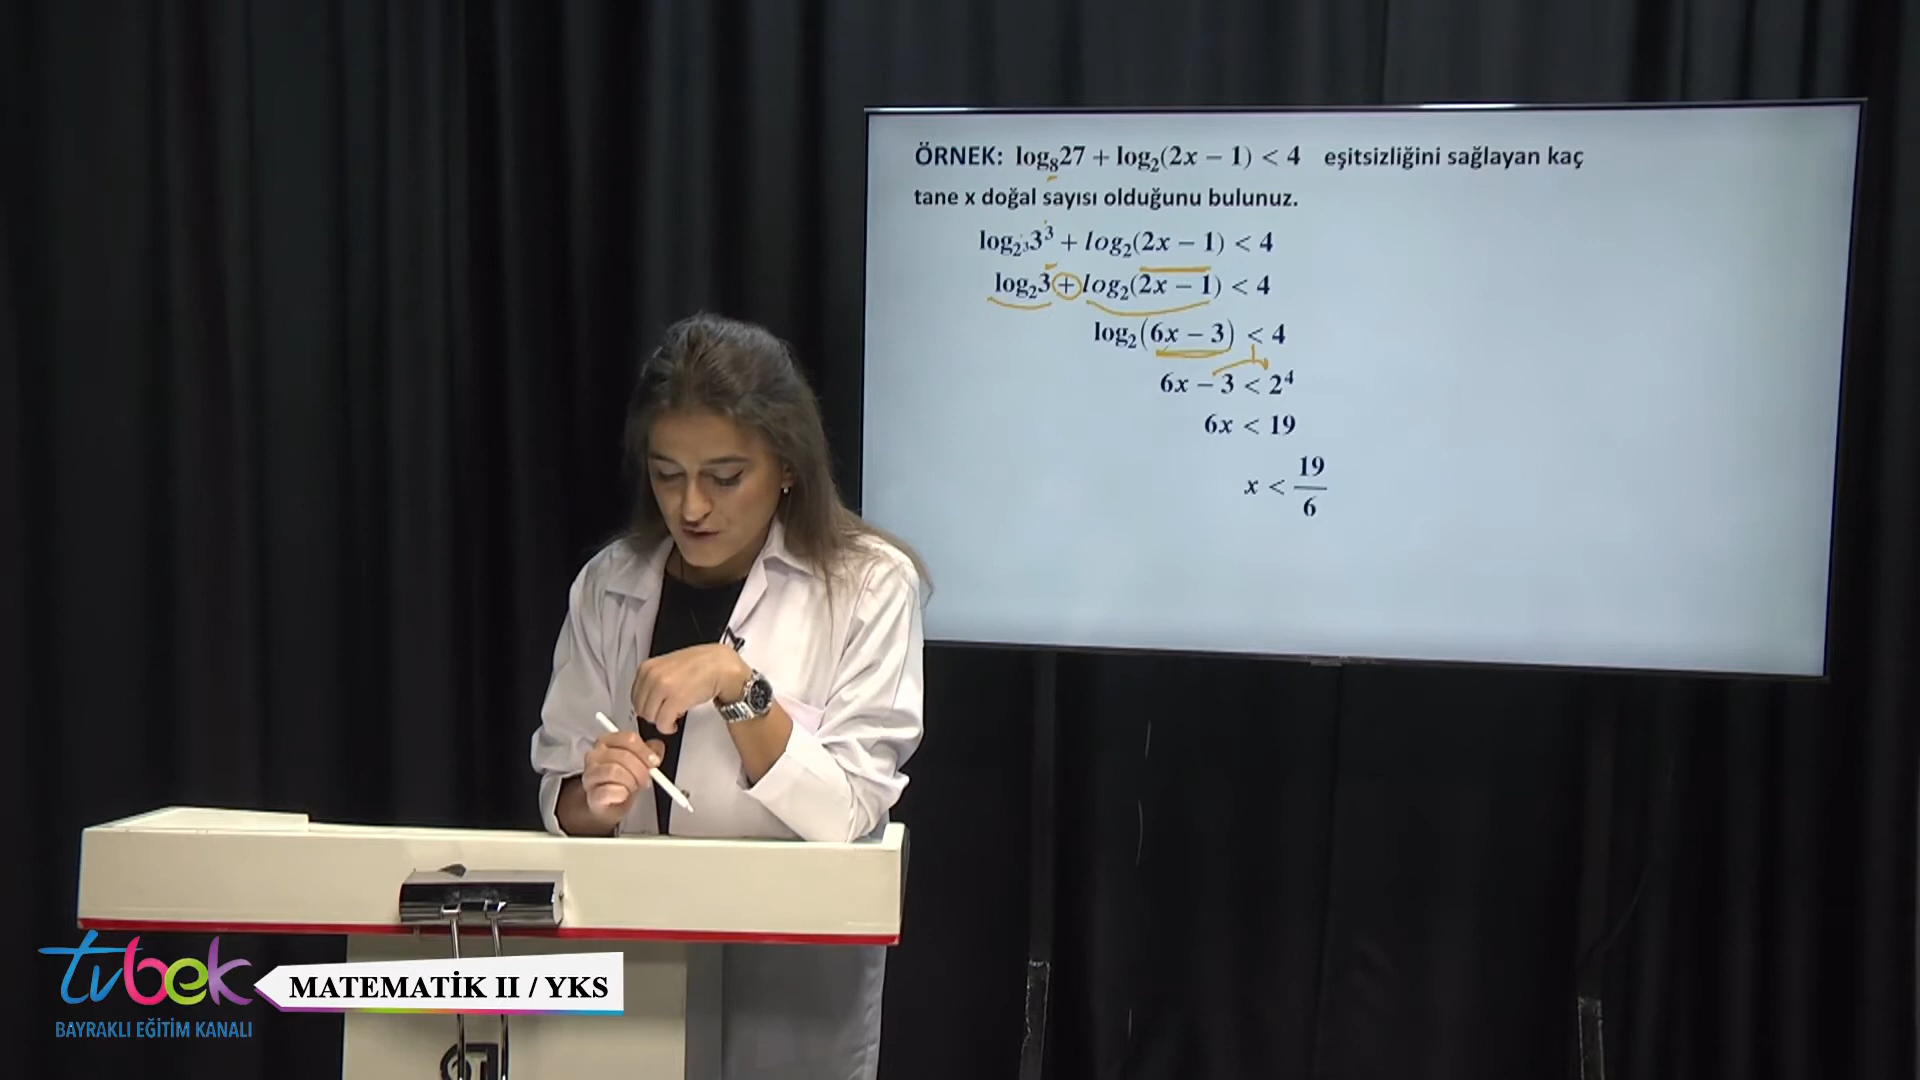 ÖRNEK: log₈27 + log₂(2x − 1) < 4 eşitsizliğini sağlayan kaç
tane x doğal sayısı olduğunu bulunuz.
log₂³3³ + log₂(2x − 1) < 4
log₂3 + log₂(2x − 1) < 4
log₂(6x − 3) < 4
6x − 3 < 2⁴
6x < 19
x < 19/6
tvbek
BAYRAKLI EĞİTİM KANALI
MATEMATİK II / YKS